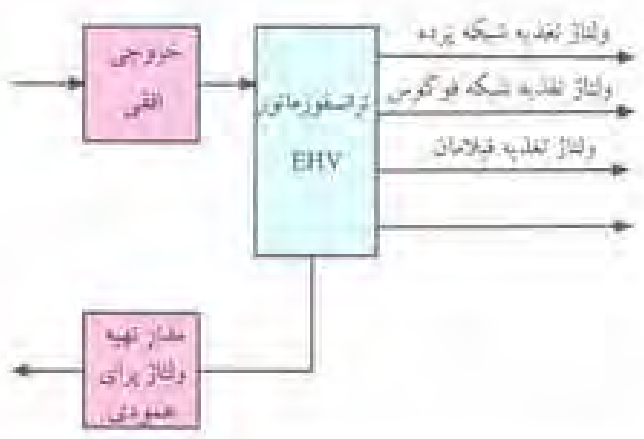 خروجی
افقی
ترانسفورماتور
EHV
ولتاژ تغذیه شبکه پرده
ولتاژ تغذیه شبکه فوکوس
ولتاژ تغذیه فیلامان
مدار تهیه
ولتاژ برای
عمودی